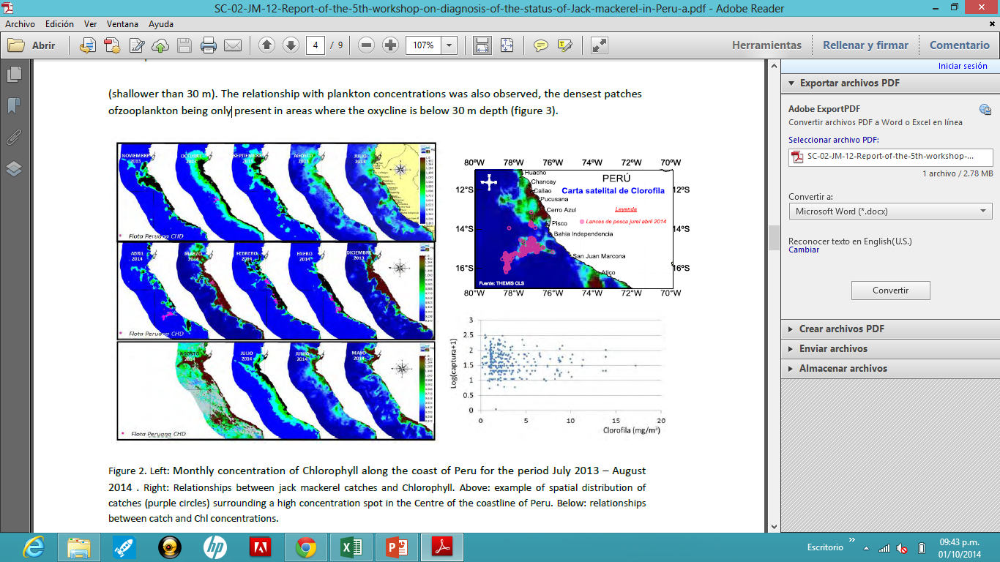 SC-02-JM-12-Report-of-the-5th-workshop-on-diagnosis-of-the-status-of-Jack-mackerel-in-Peru-a.pdf - Adobe Reader
Archivo Edición Ver Ventana Ayuda
Abrir 4 / 9 107% Herramientas Rellenar y firmar Comentario
Iniciar sesión
(shallower than 30 m). The relationship with plankton concentrations was also observed, the densest patches
ofzooplankton being only present in areas where the oxycline is below 30 m depth (figure 3).
NOVIEMBRE 2013
OCTUBRE 2013
SEPTIEMBRE 2013
AGOSTO 2013
JULIO 2013
* Flota Peruana CHD
ABRIL 2014
MARZO 2014
FEBRERO 2014
ENERO 2014
DICIEMBRE 2013
* Flota Peruana CHD
AGOSTO 2014
JULIO 2014
JUNIO 2014
MAYO 2014
* Flota Peruana CHD
80°W 78°W 76°W 74°W 72°W 70°W
12°S
14°S
16°S
Huacho
Chancay
Callao
Pucusana
Cerro Azul
Pisco
Bahia Independencia
San Juan Marcona
Atico
PERÚ
Carta satelital de Clorofila
Leyenda
Lances de pesca jurel abril 2014
Fuente: THEMIS CLS
12°S
14°S
16°S
80°W 78°W 76°W 74°W 72°W 70°W
Log(captura+1)
3
2.5
2
1.5
1
0.5
0
0 5 10 15 20
Clorofila (mg/m³)
Figure 2. Left: Monthly concentration of Chlorophyll along the coast of Peru for the period July 2013 – August
2014 . Right: Relationships between jack mackerel catches and Chlorophyll. Above: example of spatial distribution of
catches (purple circles) surrounding a high concentration spot in the Centre of the coastline of Peru. Below: relationships
between catch and Chl concentrations.
Exportar archivos PDF
Adobe ExportPDF
Convertir archivos PDF a Word o Excel en línea
Seleccionar archivo PDF:
SC-02-JM-12-Report-of-the-5th-workshop-...
1 archivo / 2.78 MB
Convertir a:
Microsoft Word (*.docx)
Reconocer texto en English(U.S.)
Cambiar
Convertir
Crear archivos PDF
Enviar archivos
Almacenar archivos
Escritorio
09:43 p.m.
01/10/2014